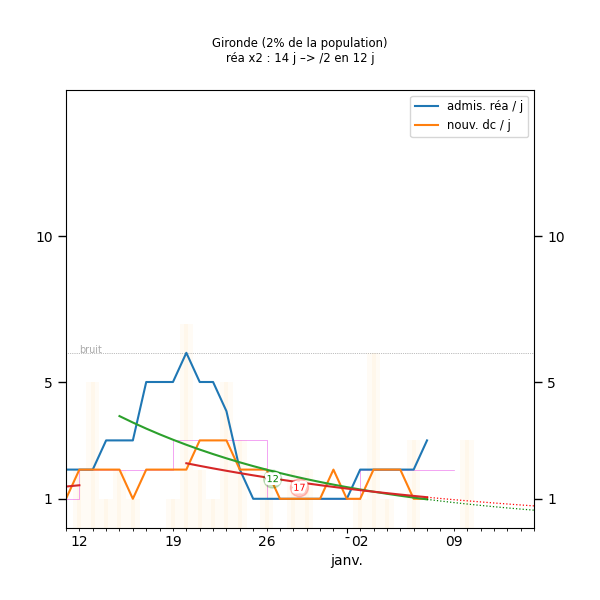 Gironde (2% de la population)
réa x2 : 14 j –> /2 en 12 j
admis. réa / j
nouv. dc / j
10
10
bruit
5
5
12
17
1
1
12
19
26
02
09
janv.